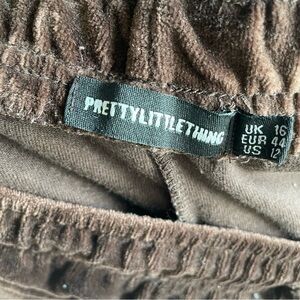 PRETTYLITTLETHING
UK 16
EUR 44
US 12